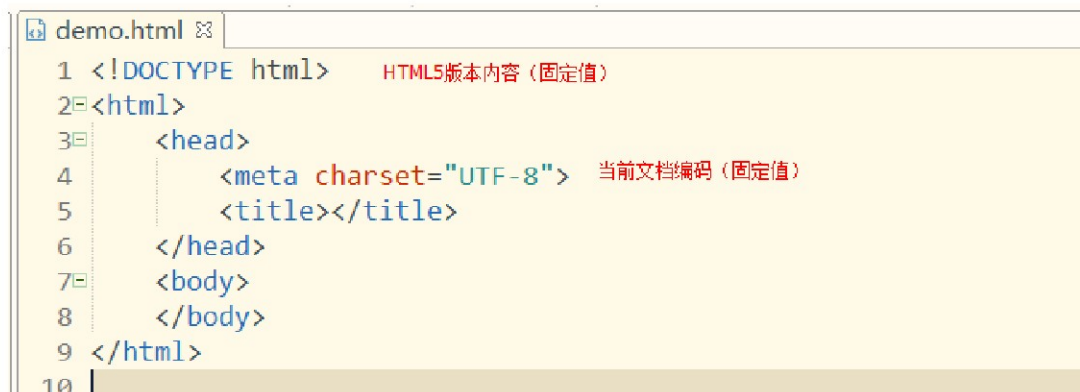 demo.html
1 <!DOCTYPE html> HTML5版本内容（固定值）
2 <html>
3 <head>
4 <meta charset="UTF-8"> 当前文档编码（固定值）
5 <title></title>
6 </head>
7 <body>
8 </body>
9 </html>
10